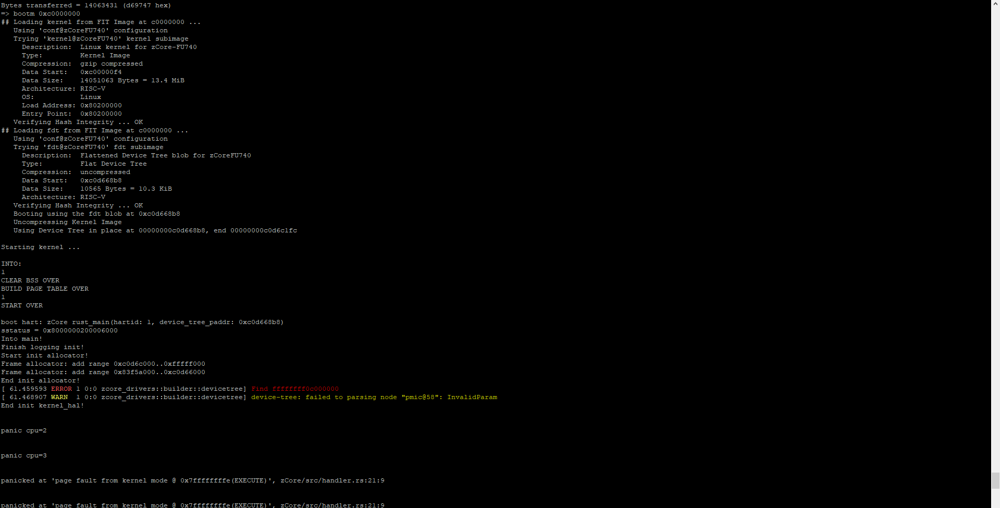 Bytes transferred = 14063431 (d69747 hex)
=> bootm 0xc0000000
## Loading kernel from FIT Image at c0000000 ...
   Using 'conf@zCoreFU740' configuration
   Trying 'kernel@zCoreFU740' kernel subimage
     Description:  Linux kernel for zCore-FU740
     Type:         Kernel Image
     Compression:  gzip compressed
     Data Start:   0xc00000f4
     Data Size:    14051063 Bytes = 13.4 MiB
     Architecture: RISC-V
     OS:           Linux
     Load Address: 0x80200000
     Entry Point:  0x80200000
   Verifying Hash Integrity ... OK
## Loading fdt from FIT Image at c0000000 ...
   Using 'conf@zCoreFU740' configuration
   Trying 'fdt@zCoreFU740' fdt subimage
     Description:  Flattened Device Tree blob for zCoreFU740
     Type:         Flat Device Tree
     Compression:  uncompressed
     Data Start:   0xc0d668b8
     Data Size:    10565 Bytes = 10.3 KiB
     Architecture: RISC-V
   Verifying Hash Integrity ... OK
   Booting using the fdt blob at 0xc0d668b8
   Uncompressing Kernel Image
   Using Device Tree in place at 00000000c0d668b8, end 00000000c0d6c1fc
Starting kernel ...
INTO:
1
CLEAR BSS OVER
BUILD PAGE TABLE OVER
1
START OVER
boot hart: zCore rust_main(hartid: 1, device_tree_paddr: 0xc0d668b8)
sstatus = 0x8000000200006000
Into main!
Finish logging init!
Start init allocator!
Frame allocator: add range 0xc0d6c000..0xfffff000
Frame allocator: add range 0x83f5a000..0xc0d66000
End init allocator!
[ 61.459593 ERROR 1 0:0 zcore_drivers::builder::devicetree] Find ffffffff0c000000
[ 61.468907 WARN  1 0:0 zcore_drivers::builder::devicetree] device-tree: failed to parsing node "pmic@58": InvalidParam
End init kernel_hal!
panic cpu=2
panic cpu=3
panicked at 'page fault from kernel mode @ 0x7ffffffffe(EXECUTE)', zCore/src/handler.rs:21:9
panicked at 'page fault from kernel mode @ 0x7ffffffffe(EXECUTE)', zCore/src/handler.rs:21:9